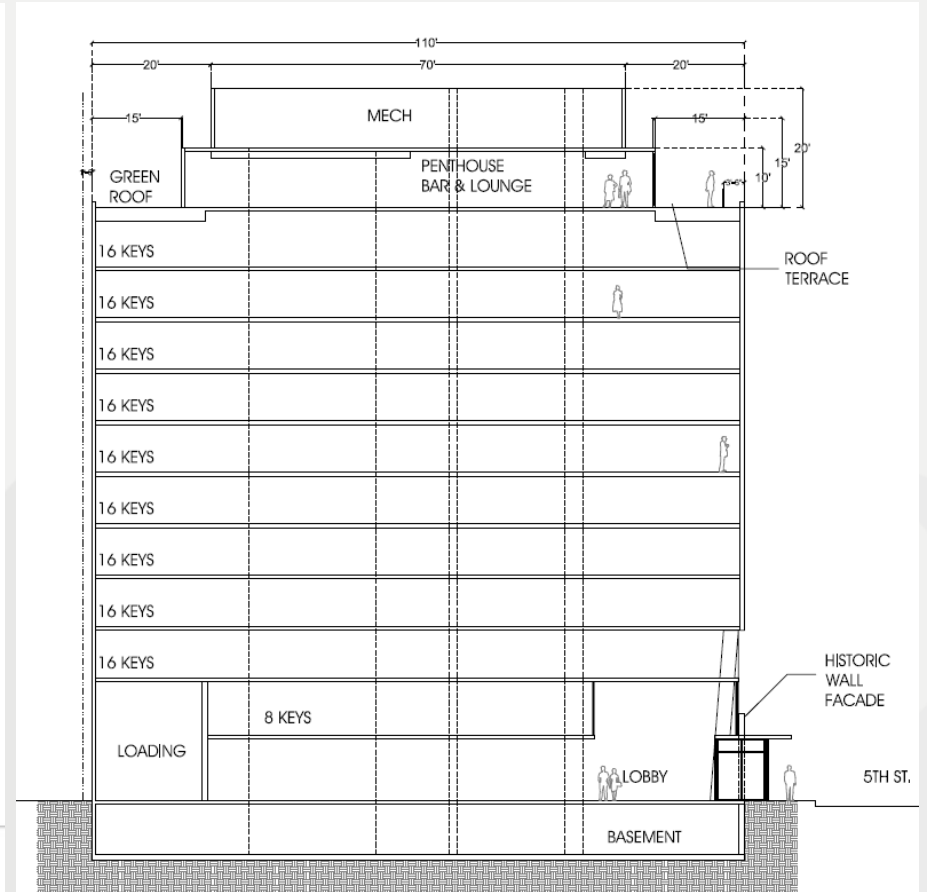 110'
20'
70'
20'
MECH
15'
15'
20'
15'
10'
PENTHOUSE
BAR & LOUNGE
GREEN
ROOF
16 KEYS
ROOF
TERRACE
16 KEYS
16 KEYS
16 KEYS
16 KEYS
16 KEYS
16 KEYS
16 KEYS
16 KEYS
HISTORIC
WALL
FACADE
8 KEYS
LOADING
LOBBY
5TH ST.
BASEMENT